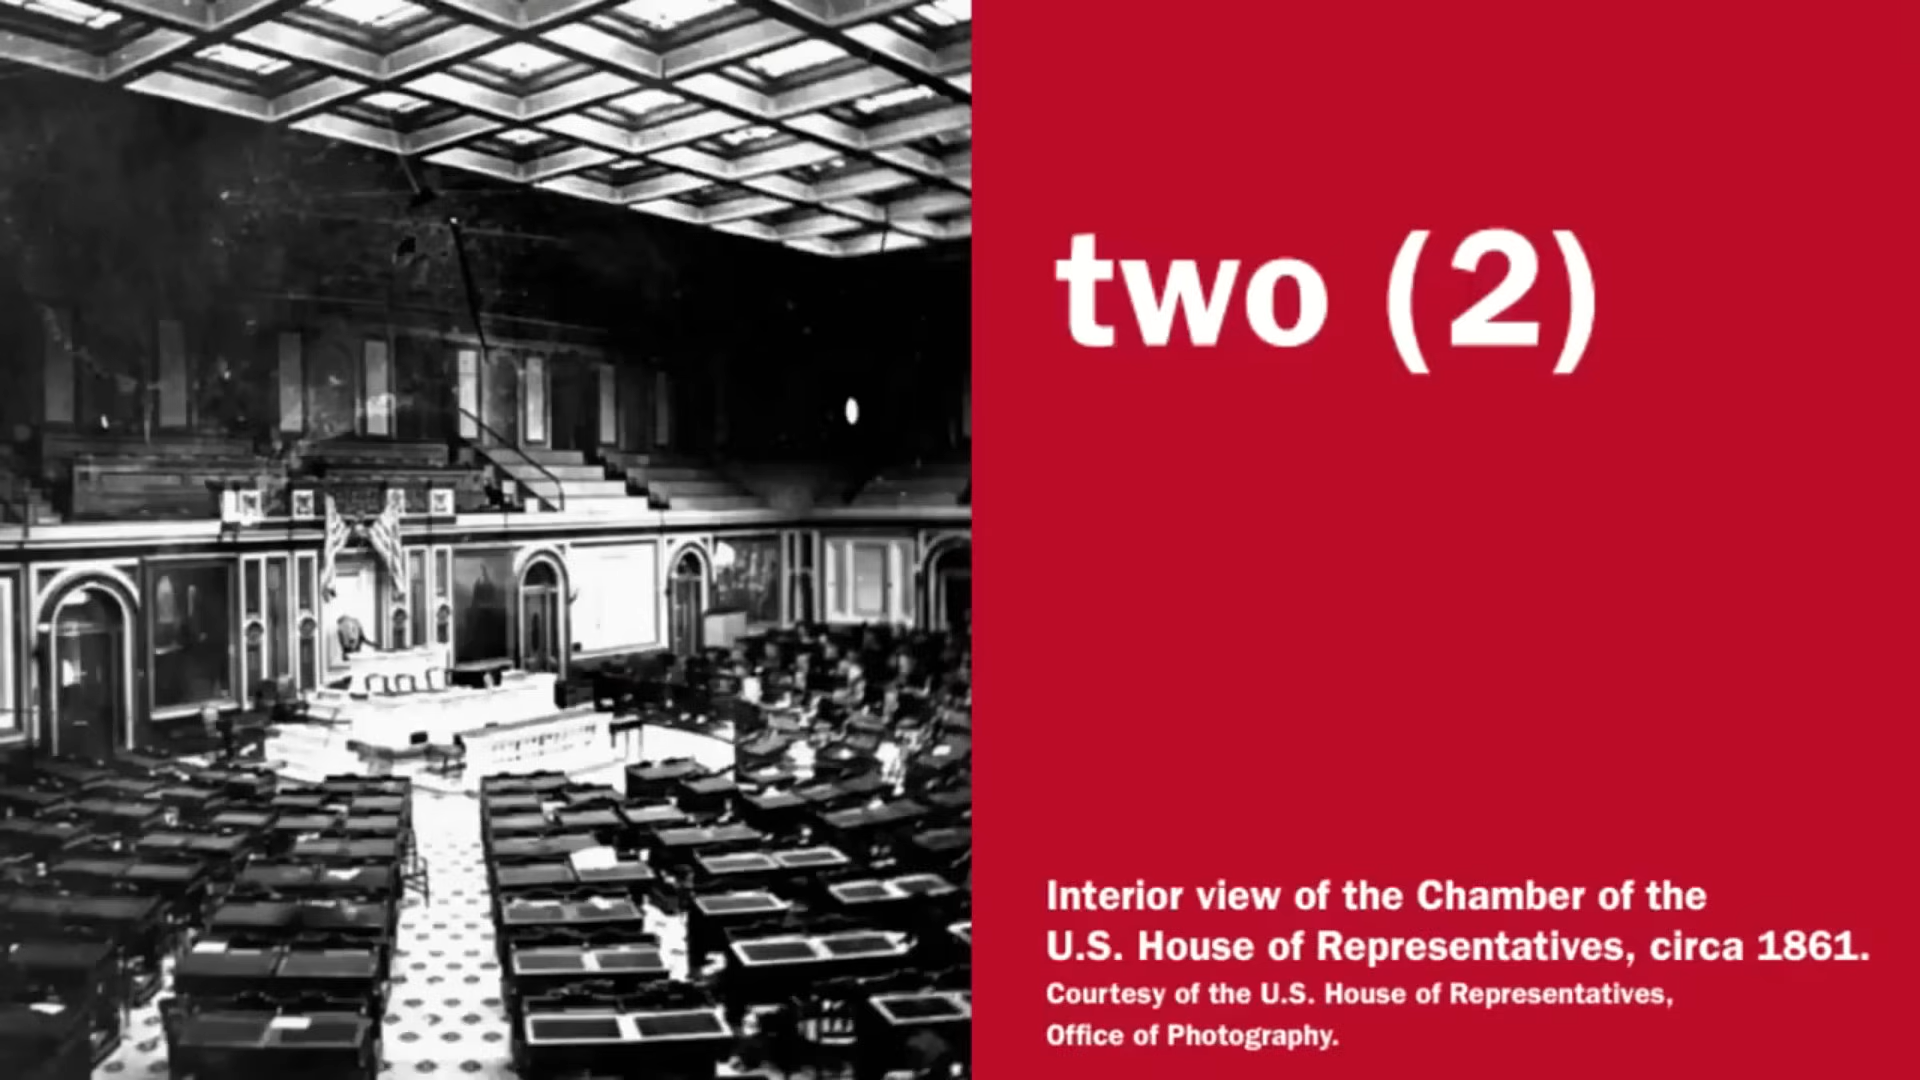 two (2)
Interior view of the Chamber of the
U.S. House of Representatives, circa 1861.
Courtesy of the U.S. House of Representatives,
Office of Photography.